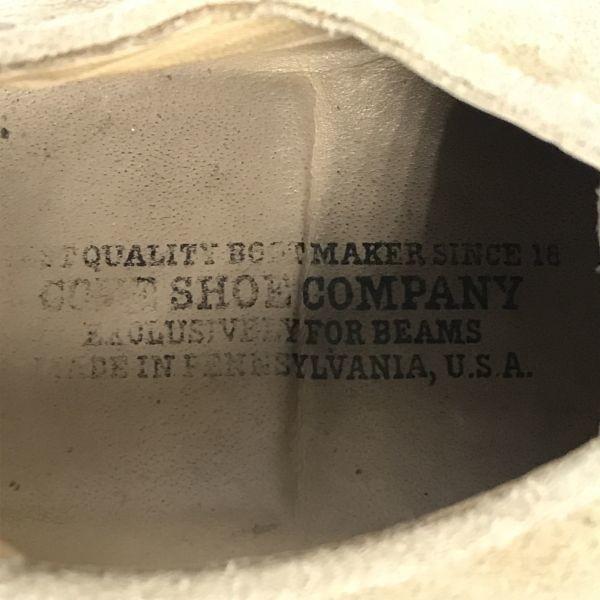 QUALITY BOOTMAKER SINCE 18
COVE SHOE COMPANY
EXCLUSIVELY FOR BEAMS
MADE IN PENNSYLVANIA, U.S.A.